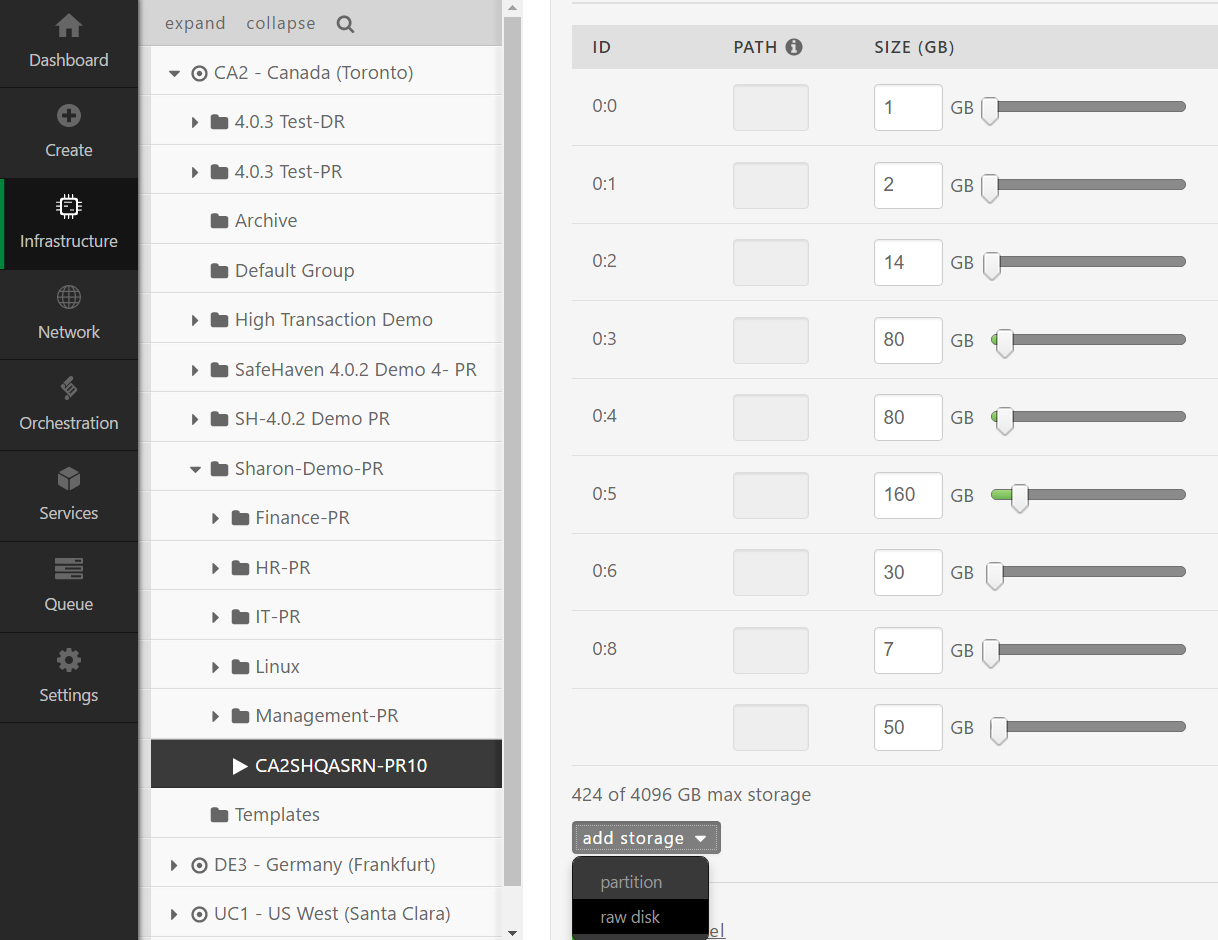 Dashboard
Create
Infrastructure
Network
Orchestration
Services
Queue
Settings
expand collapse
CA2 - Canada (Toronto)
4.0.3 Test-DR
4.0.3 Test-PR
Archive
Default Group
High Transaction Demo
SafeHaven 4.0.2 Demo 4- PR
SH-4.0.2 Demo PR
Sharon-Demo-PR
Finance-PR
HR-PR
IT-PR
Linux
Management-PR
CA2SHQASRN-PR10
Templates
DE3 - Germany (Frankfurt)
UC1 - US West (Santa Clara)
ID PATH SIZE (GB)
0:0 1 GB
0:1 2 GB
0:2 14 GB
0:3 80 GB
0:4 80 GB
0:5 160 GB
0:6 30 GB
0:8 7 GB
50 GB
424 of 4096 GB max storage
add storage
partition
raw disk